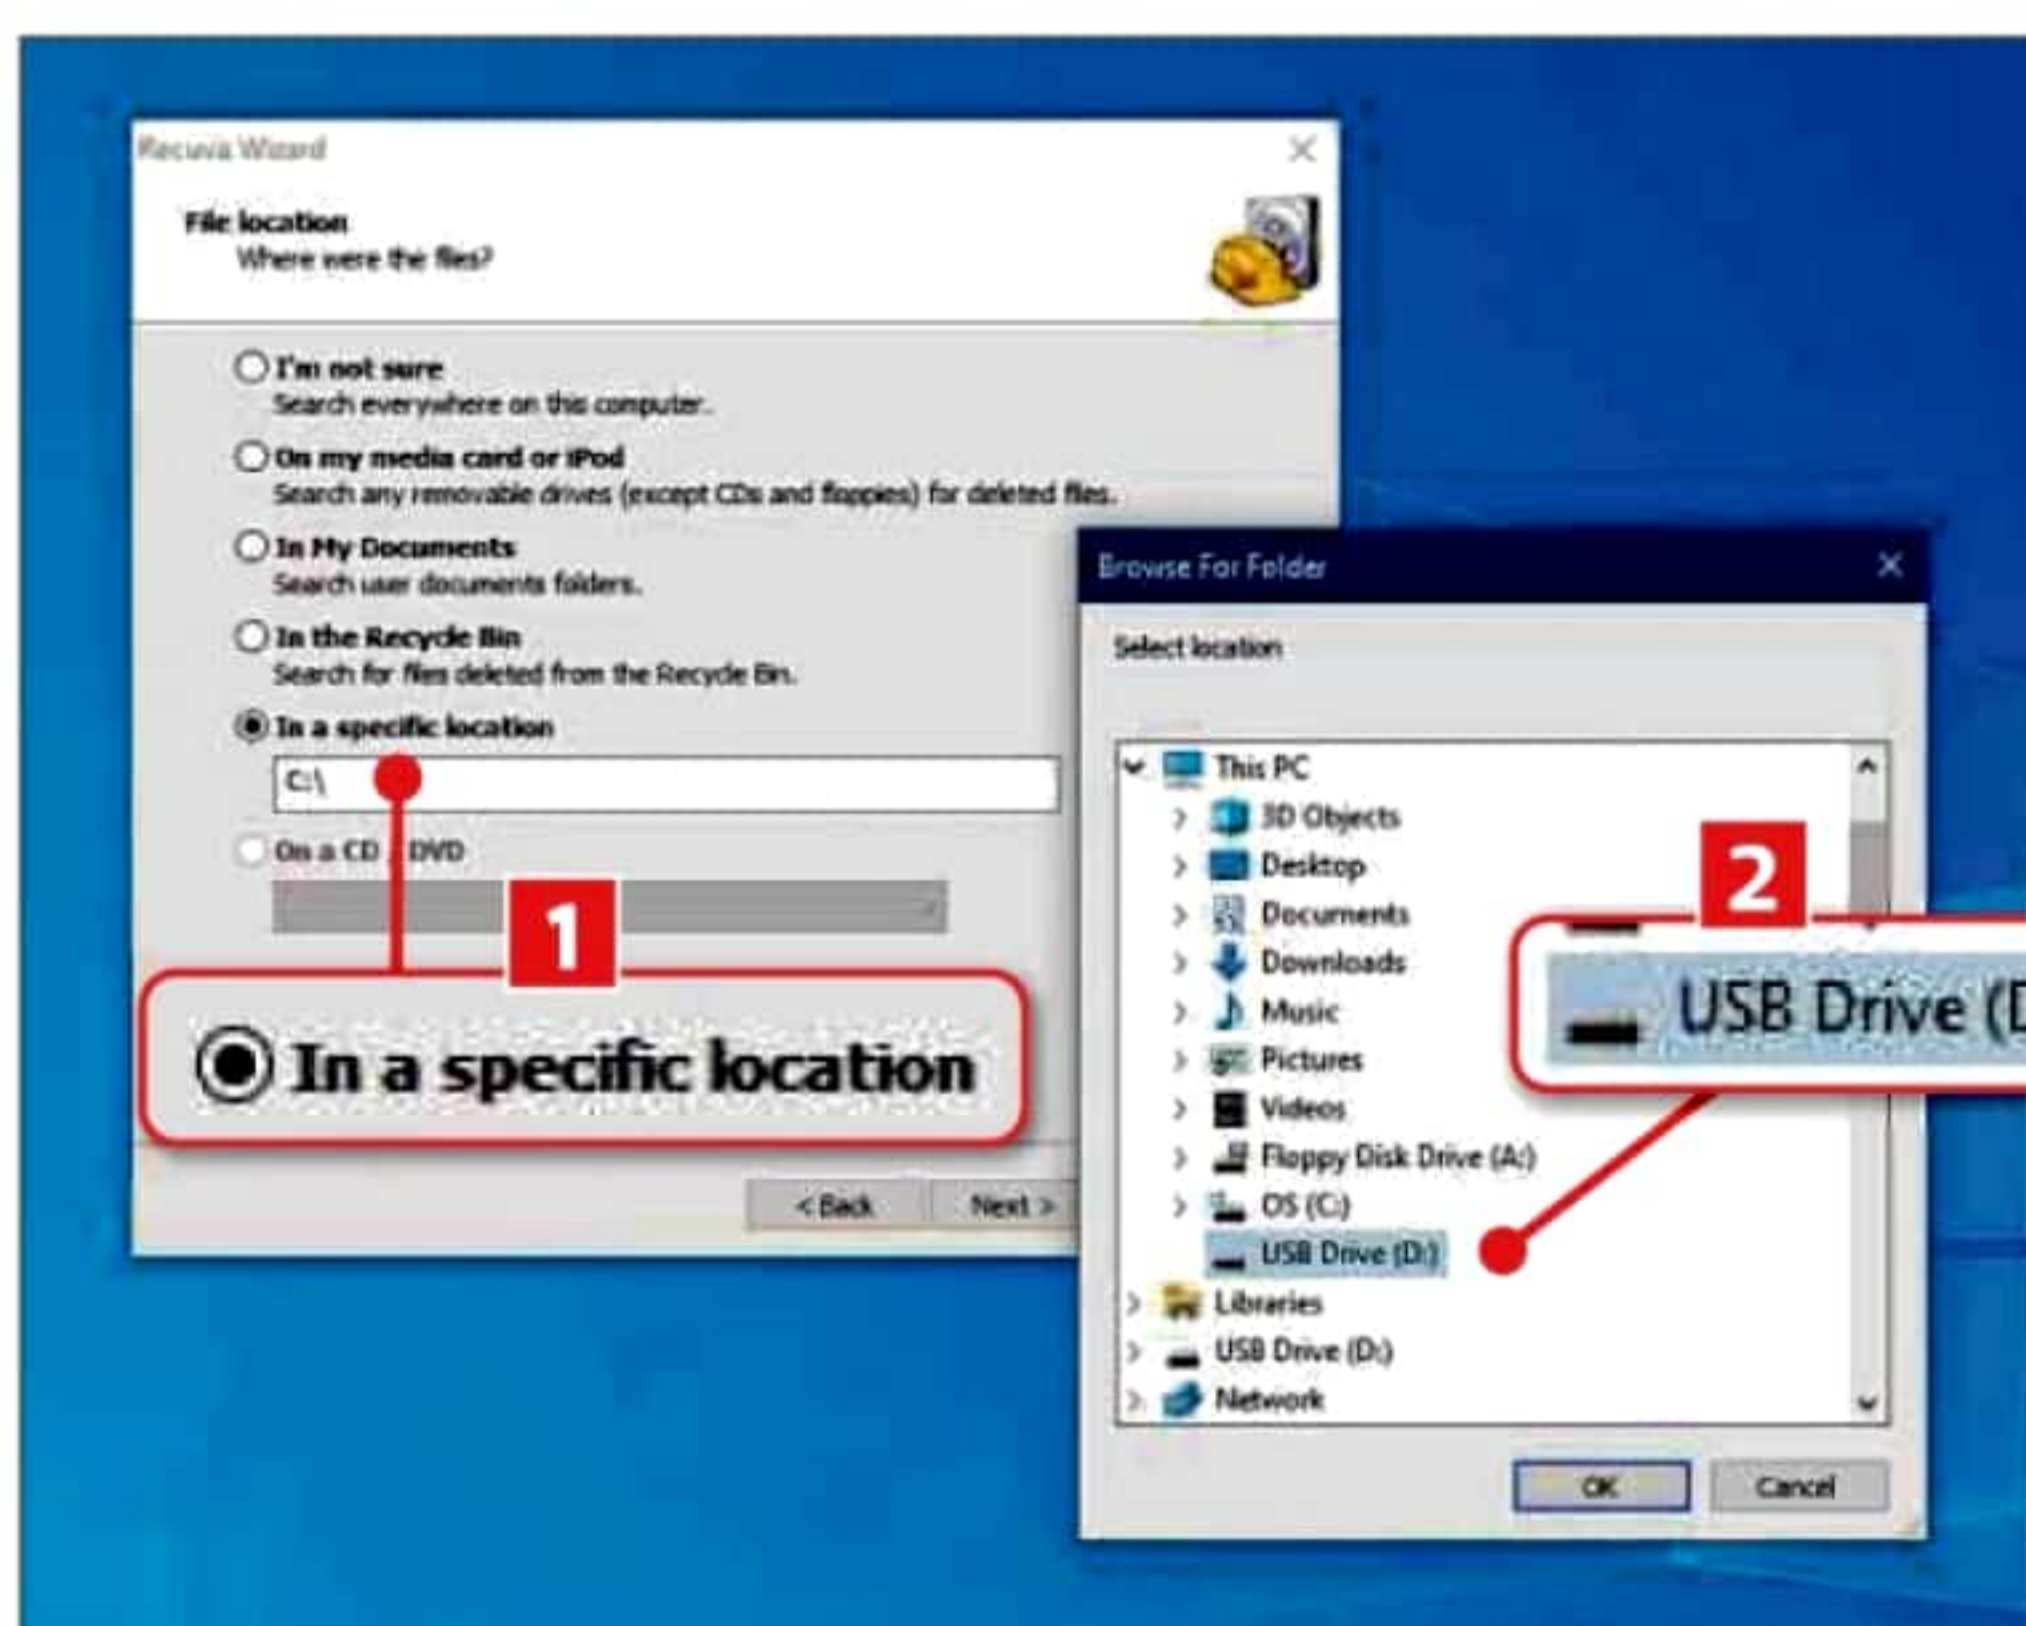 Recuva Wizard
File location
Where were the files?
I'm not sure
Search everywhere on this computer.
On my media card or iPod
Search any removable drives (except CDs and floppies) for deleted files.
In My Documents
Search user documents folders.
In the Recycle Bin
Search for files deleted from the Recycle Bin.
In a specific location
C:\
On a CD / DVD
1
In a specific location
< Back
Next >
Browse For Folder
Select location
This PC
3D Objects
Desktop
Documents
Downloads
Music
Pictures
Videos
Floppy Disk Drive (A:)
OS (C:)
USB Drive (D:)
Libraries
USB Drive (D:)
Network
2
USB Drive (D
OK
Cancel